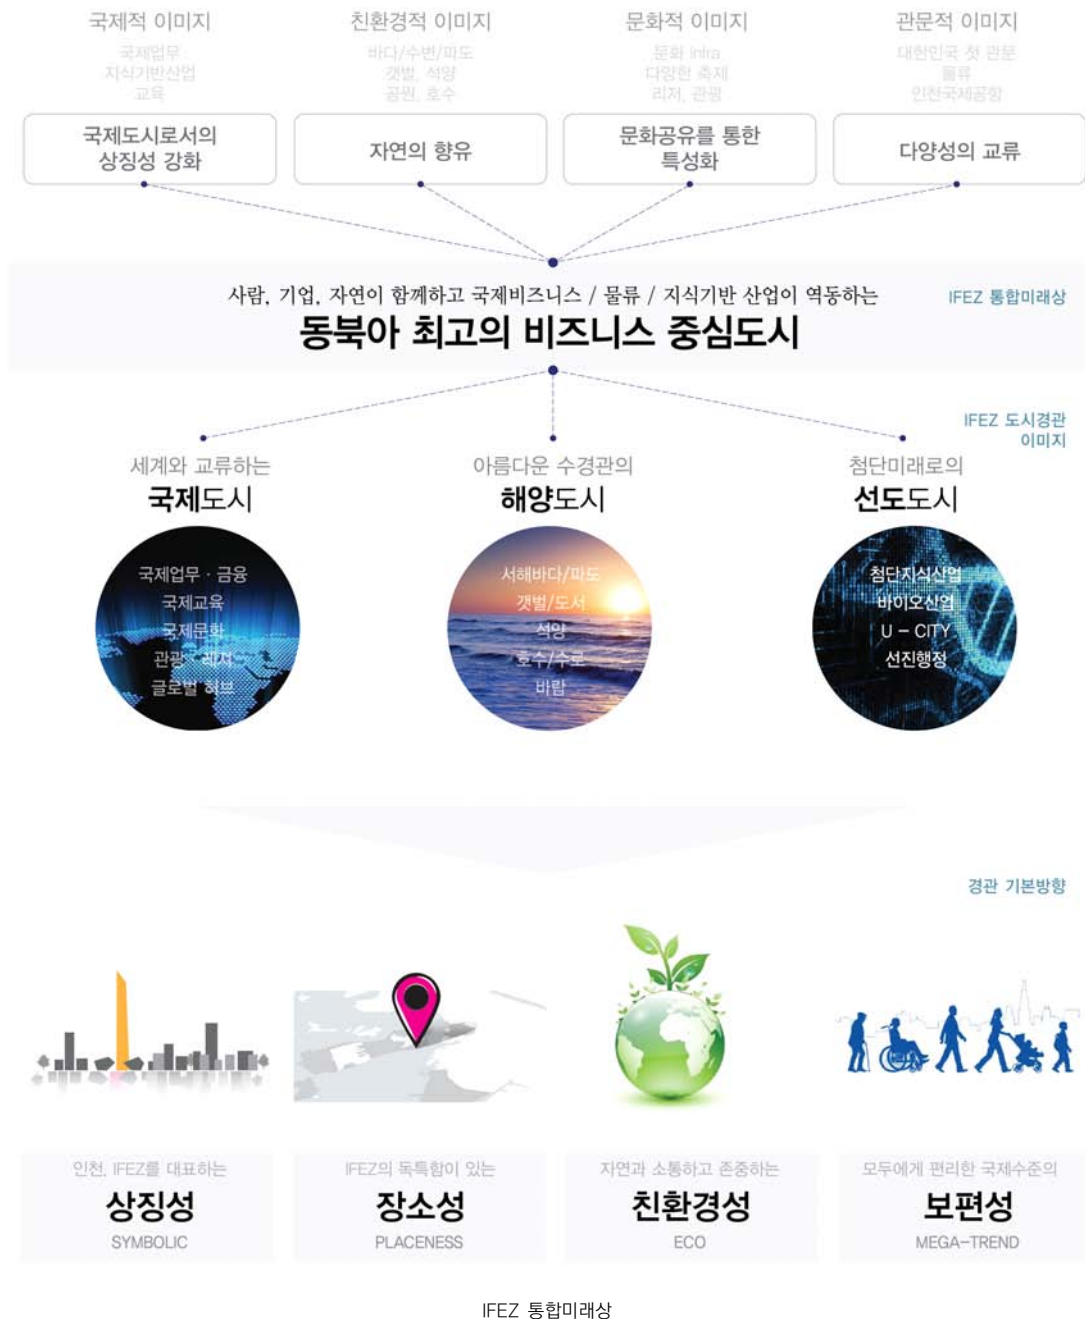 국제적 이미지
국제업무
지식기반산업
교육
국제도시로서의
상징성 강화
친환경적 이미지
바다/수변/파도
갯벌, 석양
공원, 호수
자연의 향유
문화적 이미지
문화 infra
다양한 축제
리저, 관광
문화공유를 통한
특성화
관문적 이미지
대한민국 첫 관문
물류
인천국제공항
다양성의 교류
사람, 기업, 자연이 함께하고 국제비즈니스 / 물류 / 지식기반 산업이 역동하는
동북아 최고의 비즈니스 중심도시
IFEZ 통합미래상
IFEZ 도시경관
이미지
세계와 교류하는
국제도시
국제업무 · 금융
국제교육
국제문화
관광 · 레저
글로벌 허브
아름다운 수경관의
해양도시
서해바다/파도
갯벌/도서
석양
호수/수로
바람
첨단미래로의
선도도시
첨단지식산업
바이오산업
U - CITY
선진행정
경관 기본방향
인천, IFEZ를 대표하는
상징성
SYMBOLIC
IFEZ의 독특함이 있는
장소성
PLACENESS
자연과 소통하고 존중하는
친환경성
ECO
모두에게 편리한 국제수준의
보편성
MEGA-TREND
IFEZ 통합미래상